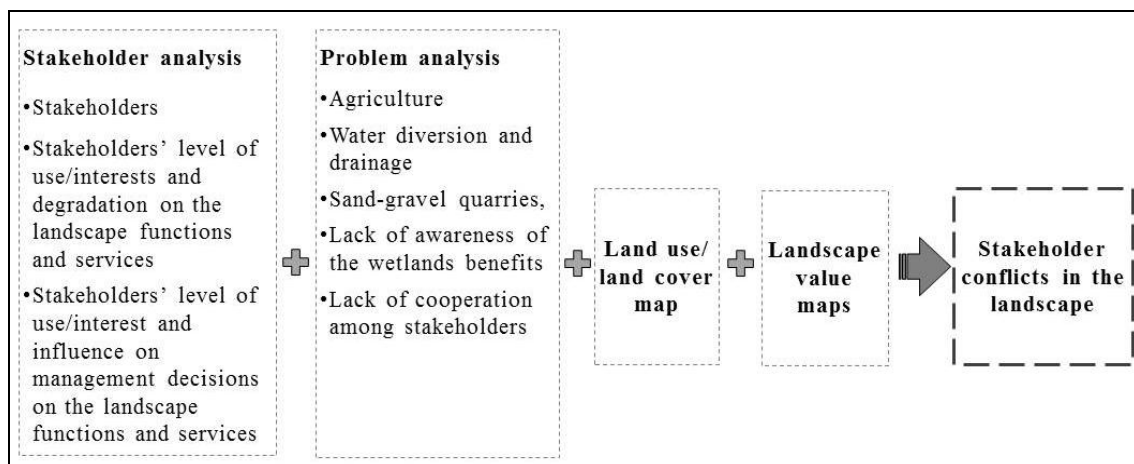 Stakeholder analysis
•Stakeholders
•Stakeholders’ level of
use/interests and
degradation on the
landscape functions
and services
•Stakeholders’ level of
use/interest and
influence on
management decisions
on the landscape
functions and services
Problem analysis
•Agriculture
•Water diversion and
drainage
•Sand-gravel quarries,
•Lack of awareness of
the wetlands benefits
•Lack of cooperation
among stakeholders
Land use/
land cover
map
Landscape
value
maps
Stakeholder
conflicts in the
landscape